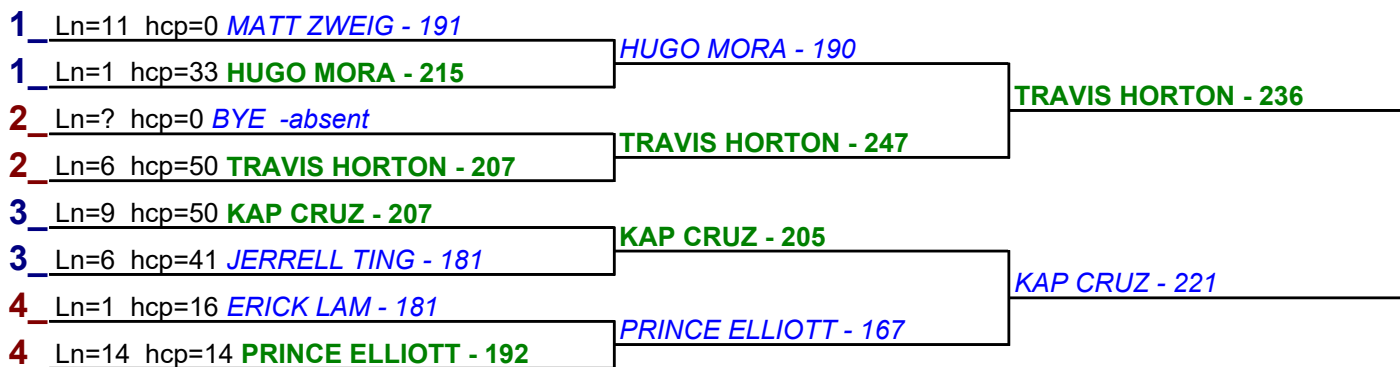 1_ Ln=11 hcp=0 MATT ZWEIG - 191
HUGO MORA - 190
1_ Ln=1 hcp=33 HUGO MORA - 215
TRAVIS HORTON - 236
2_ Ln=? hcp=0 BYE -absent
TRAVIS HORTON - 247
2_ Ln=6 hcp=50 TRAVIS HORTON - 207
3_ Ln=9 hcp=50 KAP CRUZ - 207
KAP CRUZ - 205
3_ Ln=6 hcp=41 JERRELL TING - 181
KAP CRUZ - 221
4_ Ln=1 hcp=16 ERICK LAM - 181
PRINCE ELLIOTT - 167
4 Ln=14 hcp=14 PRINCE ELLIOTT - 192